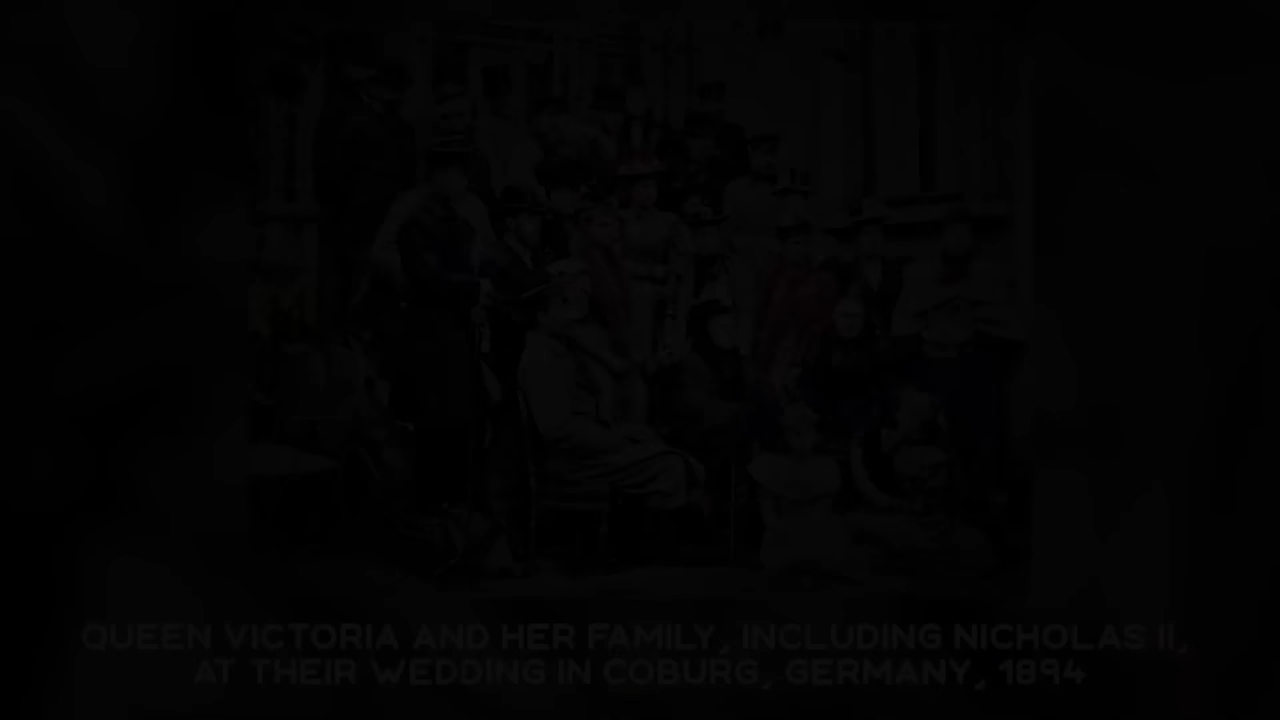 QUEEN VICTORIA AND HER FAMILY, INCLUDING NICHOLAS II,
AT THEIR WEDDING IN COBURG, GERMANY, 1894